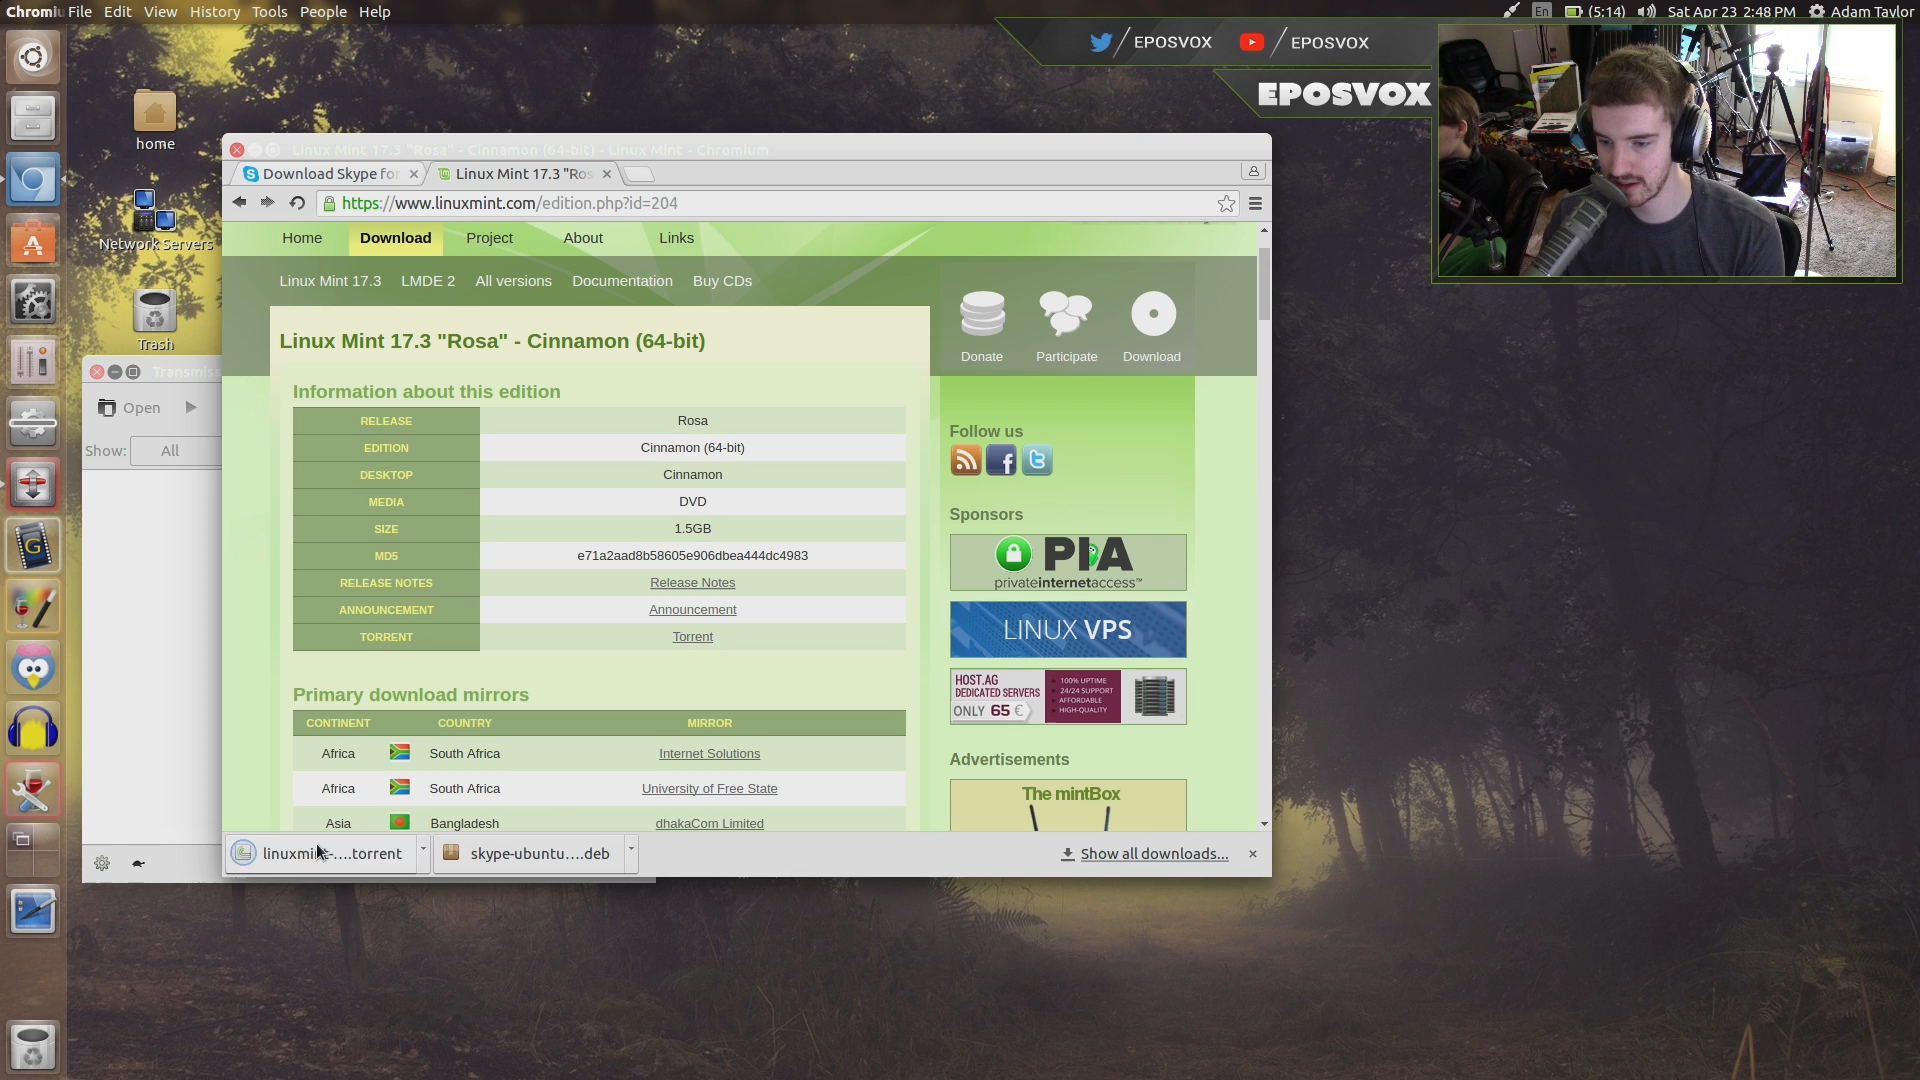 Chromiu File Edit View History Tools People Help
En (5:14) Sat Apr 23 2:48 PM Adam Taylor
EPOSVOX EPOSVOX
EPOSVOX
home
Network Servers
Trash
Transmiss
Open
Show: All
Linux Mint 17.3 "Rosa" - Cinnamon (64-bit) - Linux Mint - Chromium
Download Skype for
Linux Mint 17.3 "Ros
https://www.linuxmint.com/edition.php?id=204
Home Download Project About Links
Linux Mint 17.3 LMDE 2 All versions Documentation Buy CDs
Donate Participate Download
Linux Mint 17.3 "Rosa" - Cinnamon (64-bit)
Information about this edition
RELEASE Rosa
EDITION Cinnamon (64-bit)
DESKTOP Cinnamon
MEDIA DVD
SIZE 1.5GB
MD5 e71a2aad8b58605e906dbea444dc4983
RELEASE NOTES Release Notes
ANNOUNCEMENT Announcement
TORRENT Torrent
Primary download mirrors
CONTINENT COUNTRY MIRROR
Africa South Africa Internet Solutions
Africa South Africa University of Free State
Asia Bangladesh dhakaCom Limited
Follow us
Sponsors
PIA
privateinternetaccess™
LINUX VPS
HOST.AG
DEDICATED SERVERS
ONLY 65 €
100% UPTIME
24/24 SUPPORT
AFFORDABLE
HIGH-QUALITY
Advertisements
The mintBox
linuxmint-....torrent
skype-ubuntu....deb
Show all downloads...